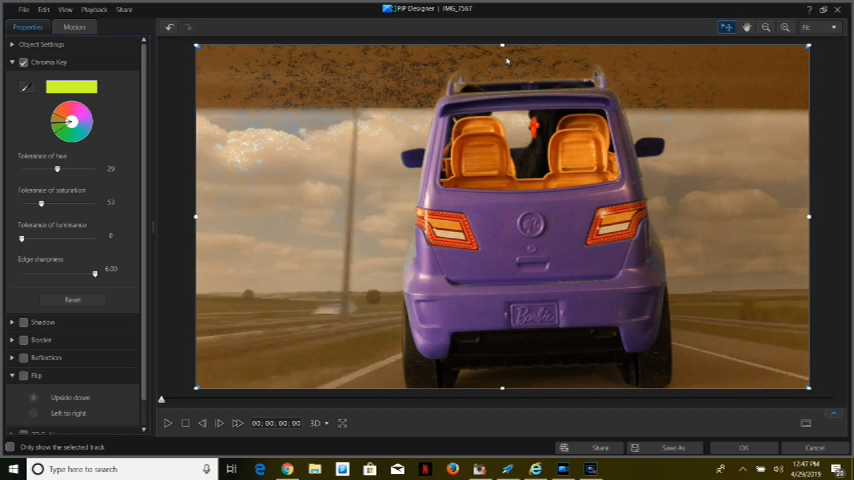 File Edit View Playback Share
PiP Designer | IMG_7567
Properties Motion
Fit
Object Settings
Chroma Key
Tolerance of hue
29
Tolerance of saturation
53
Tolerance of luminance
0
Edge sharpness
6.00
Reset
Shadow
Border
Reflection
Flip
Upside down
Left to right
Barbie
00;00;00;00 3D
Only show the selected track
Share Save As OK Cancel
Type here to search
12:47 PM
4/29/2019